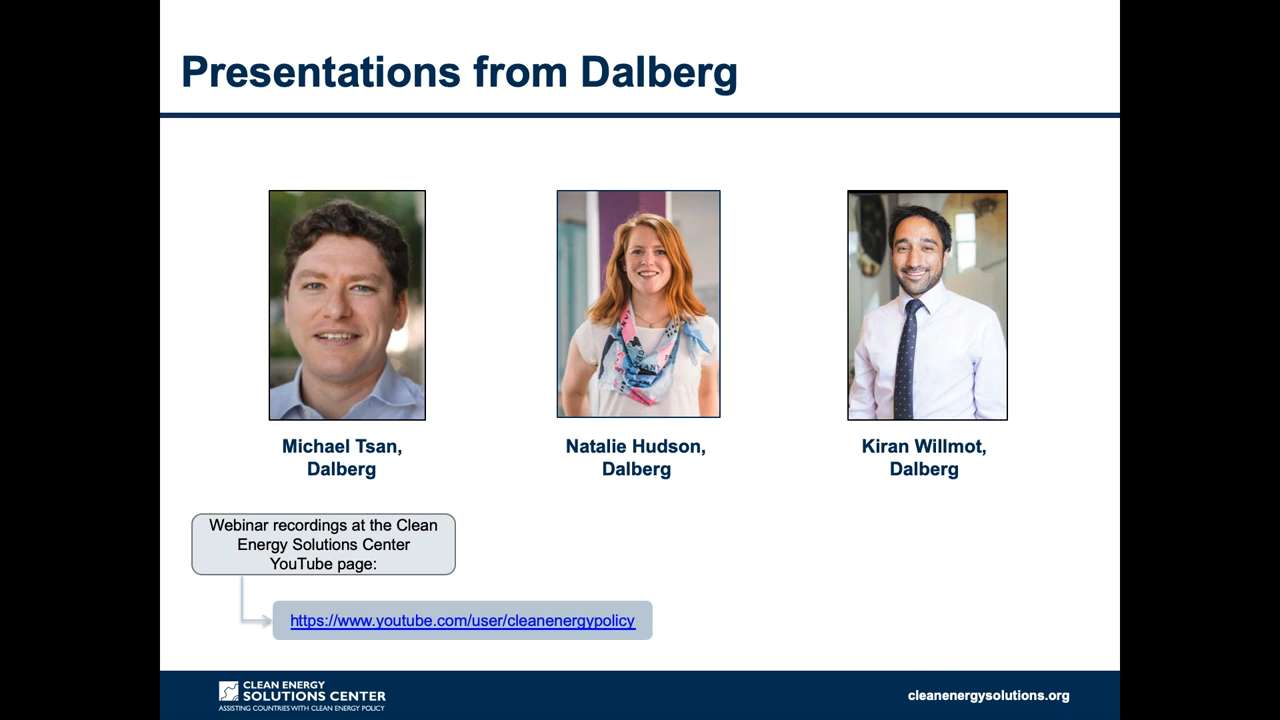 Presentations from Dalberg
Michael Tsan,
Dalberg
Natalie Hudson,
Dalberg
Kiran Willmot,
Dalberg
Webinar recordings at the Clean
Energy Solutions Center
YouTube page:
https://www.youtube.com/user/cleanenergypolicy
CLEAN ENERGY
SOLUTIONS CENTER
ASSISTING COUNTRIES WITH CLEAN ENERGY POLICY
cleanenergysolutions.org